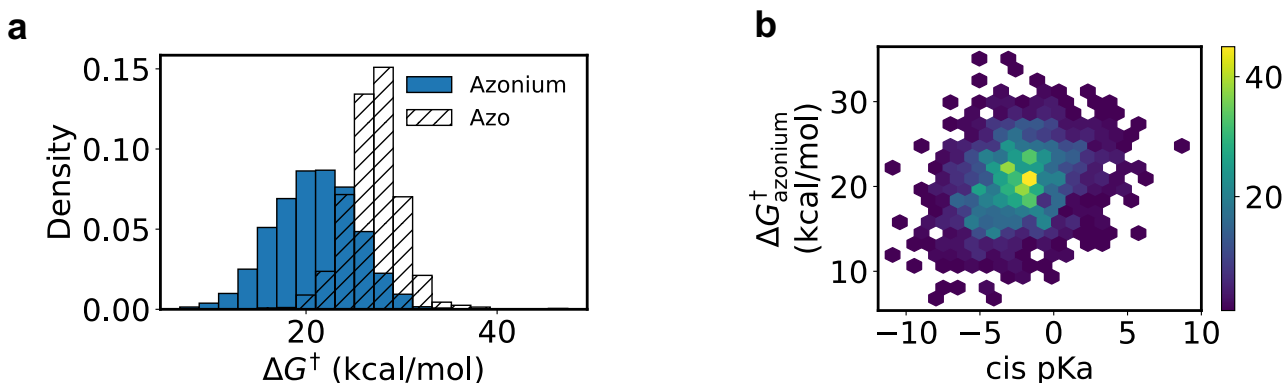 a
Density
0.15
0.10
0.05
0.00
Azonium
Azo
20
40
ΔG† (kcal/mol)
b
ΔG†azonium
(kcal/mol)
30
20
10
−10
−5
0
5
10
cis pKa
40
20